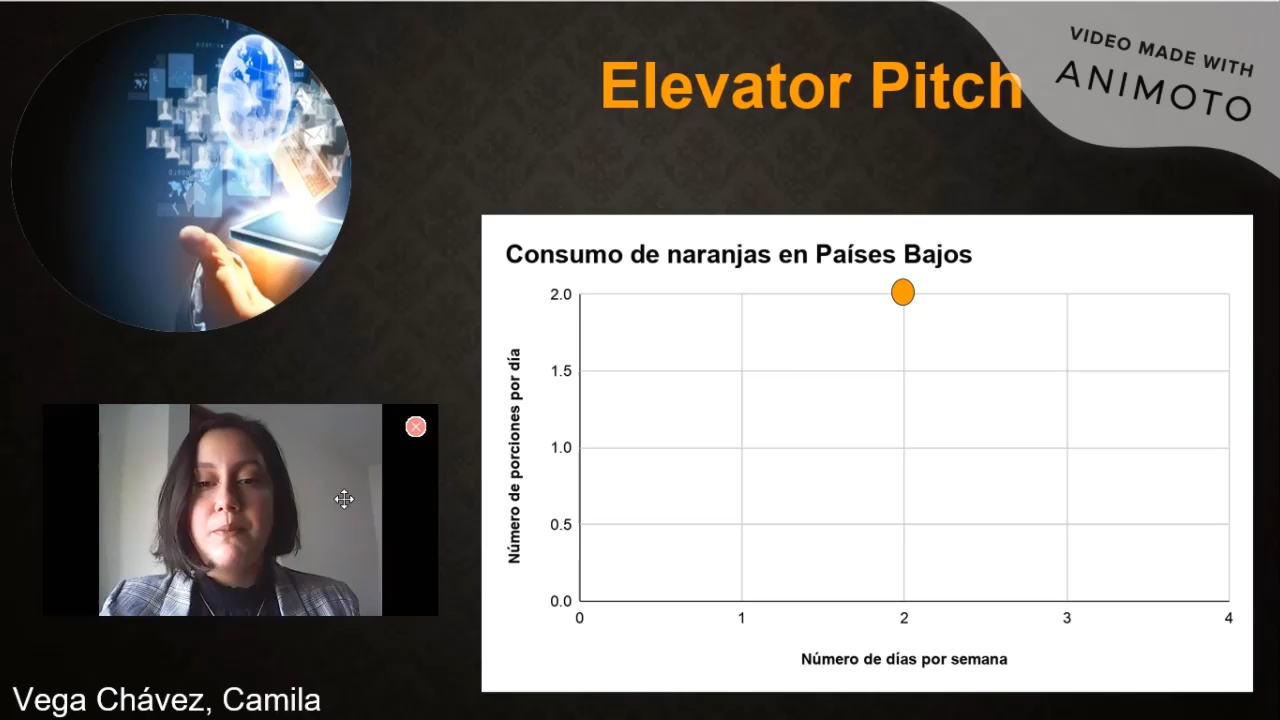 Elevator Pitch
VIDEO MADE WITH
ANIMOTO
Consumo de naranjas en Países Bajos
2.0
1.5
1.0
0.5
0.0
Número de porciones por día
0 1 2 3 4
Número de días por semana
Vega Chávez, Camila